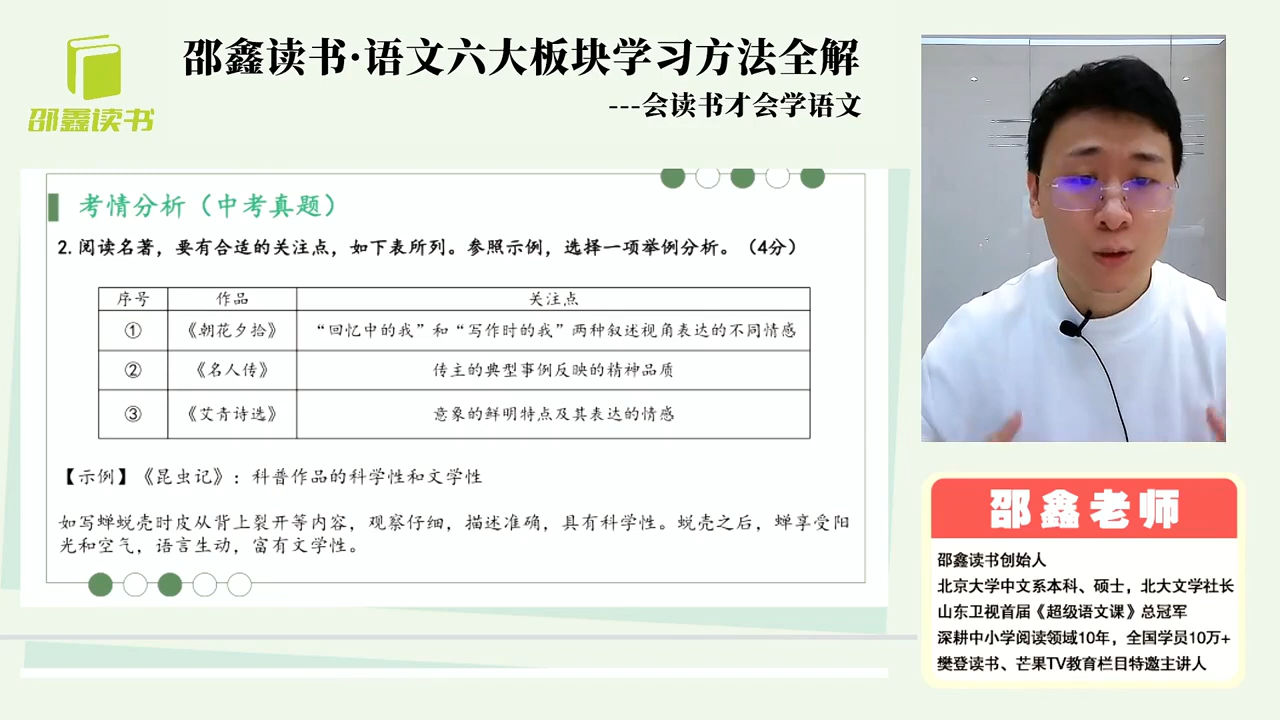 邵鑫读书
邵鑫读书·语文六大板块学习方法全解
---会读书才会学语文
考情分析（中考真题）
2. 阅读名著，要有合适的关注点，如下表所列。参照示例，选择一项举例分析。（4分）
序号 作品 关注点
① 《朝花夕拾》 “回忆中的我”和“写作时的我”两种叙述视角表达的不同情感
② 《名人传》 传主的典型事例反映的精神品质
③ 《艾青诗选》 意象的鲜明特点及其表达的情感
【示例】《昆虫记》：科普作品的科学性和文学性
如写蝉蜕壳时皮从背上裂开等内容，观察仔细，描述准确，具有科学性。蜕壳之后，蝉享受阳
光和空气，语言生动，富有文学性。
邵鑫老师
邵鑫读书创始人
北京大学中文系本科、硕士，北大文学社长
山东卫视首届《超级语文课》总冠军
深耕中小学阅读领域10年，全国学员10万+
樊登读书、芒果TV教育栏目特邀主讲人